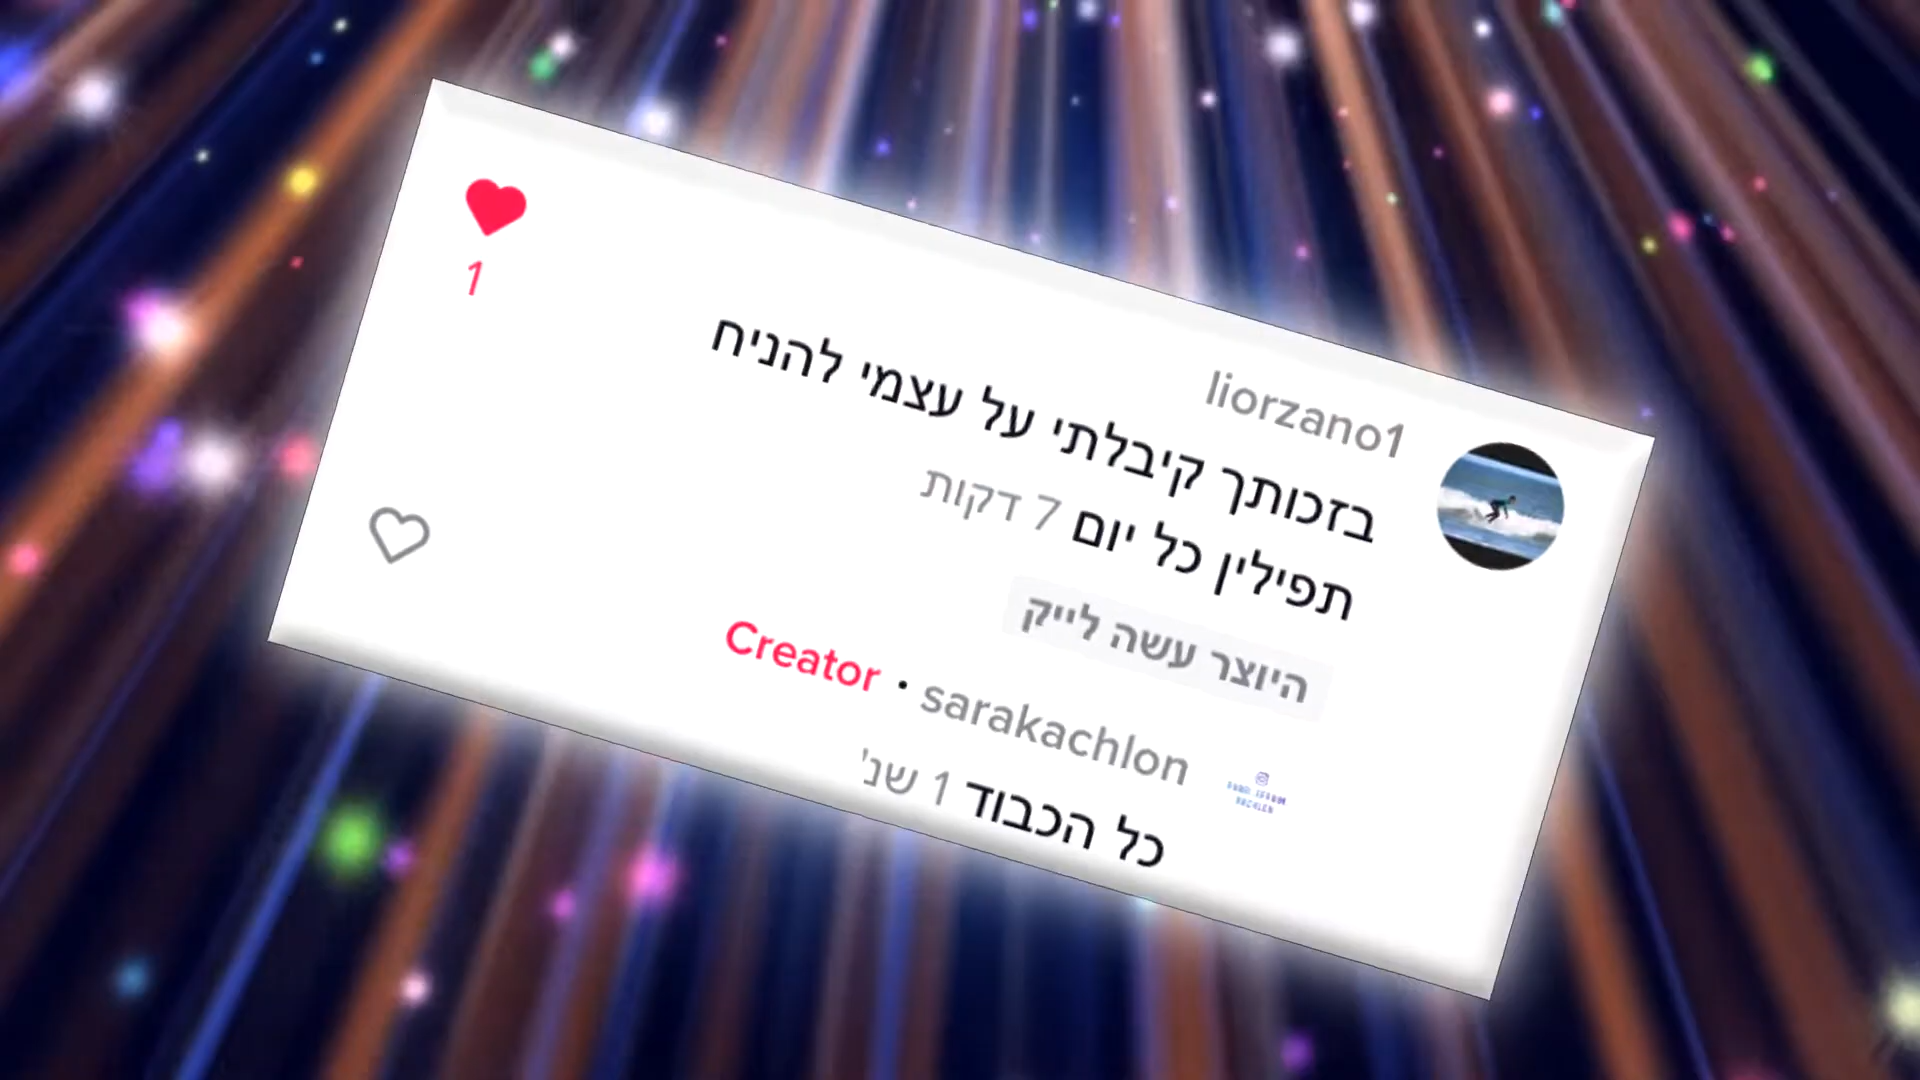 liorzano1
בזכותך קיבלתי על עצמי להניח
תפילין כל יום 7 דקות
1
היוצר עשה לייק
sarakachlon · Creator
כל הכבוד 1 שנ'